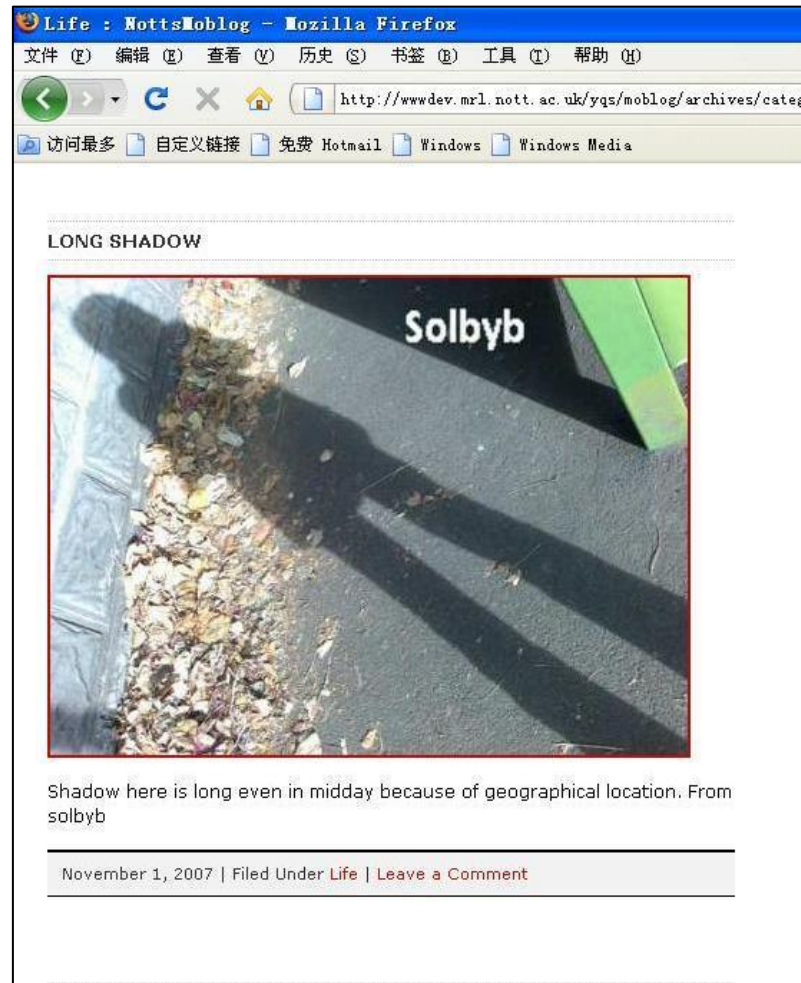 Life : NottsMoblog - Mozilla Firefox
文件 (F) 编辑 (E) 查看 (V) 历史 (S) 书签 (B) 工具 (T) 帮助 (H)
http://wwwdev.mrl.nott.ac.uk/yqs/moblog/archives/categ
访问最多 自定义链接 免费 Hotmail Windows Windows Media
LONG SHADOW
Solbyb
Shadow here is long even in midday because of geographical location. From
solbyb
November 1, 2007 | Filed Under Life | Leave a Comment